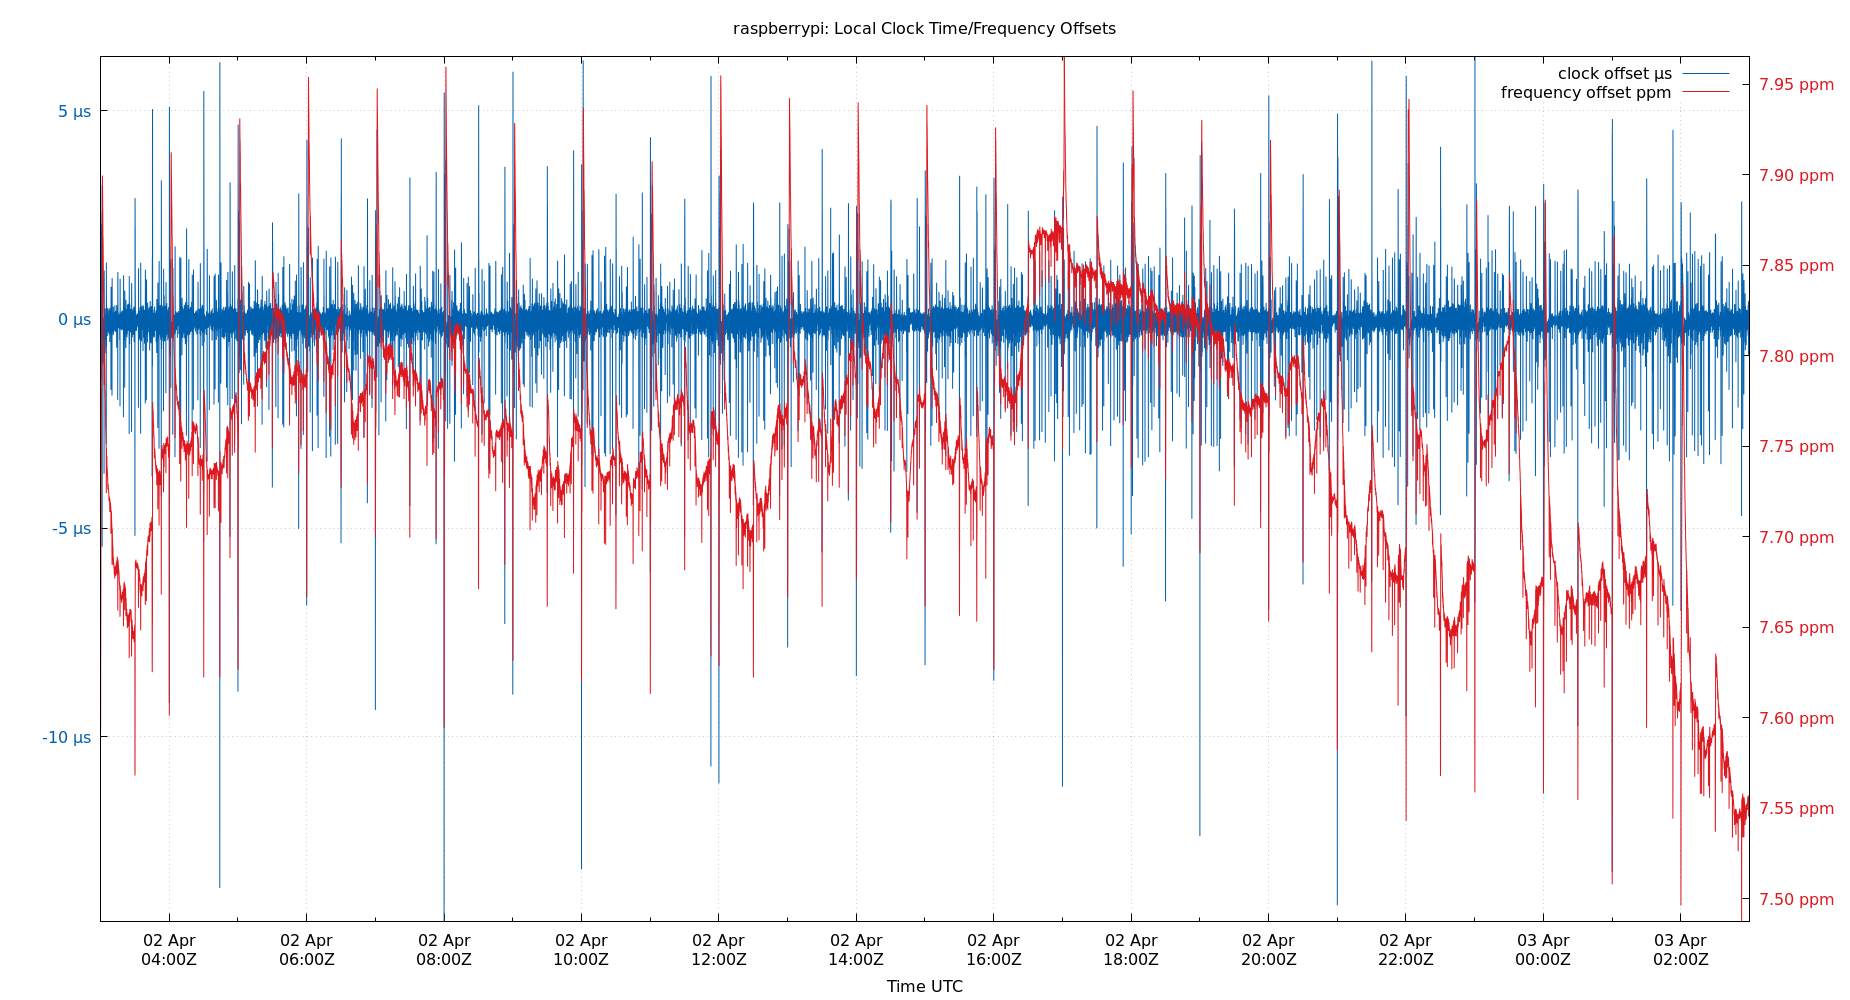 raspberrypi: Local Clock Time/Frequency Offsets
clock offset µs
frequency offset ppm
5 µs
0 µs
-5 µs
-10 µs
7.95 ppm
7.90 ppm
7.85 ppm
7.80 ppm
7.75 ppm
7.70 ppm
7.65 ppm
7.60 ppm
7.55 ppm
7.50 ppm
02 Apr 02 Apr 02 Apr 02 Apr 02 Apr 02 Apr 02 Apr 02 Apr 02 Apr 02 Apr 03 Apr 03 Apr
04:00Z 06:00Z 08:00Z 10:00Z 12:00Z 14:00Z 16:00Z 18:00Z 20:00Z 22:00Z 00:00Z 02:00Z
Time UTC